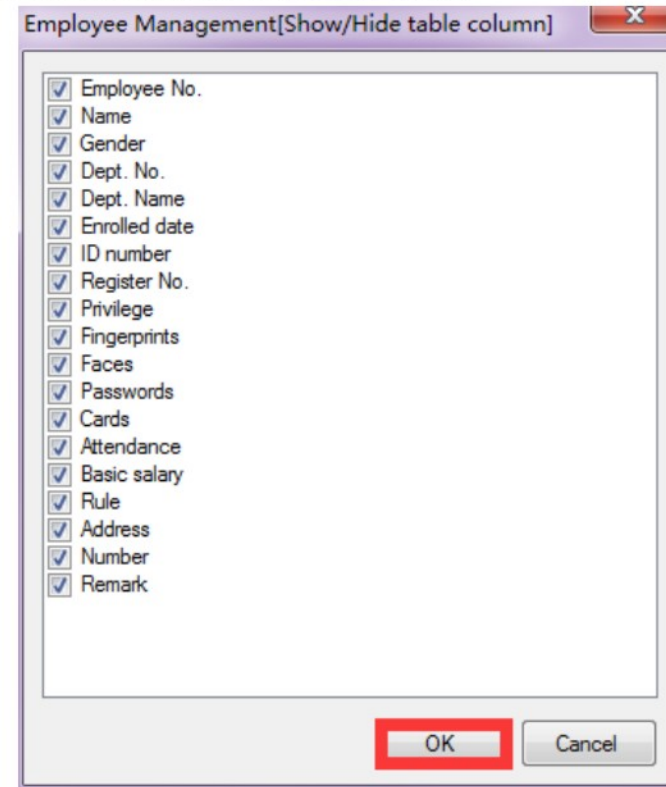 Employee Management[Show/Hide table column]
Employee No.
Name
Gender
Dept. No.
Dept. Name
Enrolled date
ID number
Register No.
Privilege
Fingerprints
Faces
Passwords
Cards
Attendance
Basic salary
Rule
Address
Number
Remark
OK Cancel